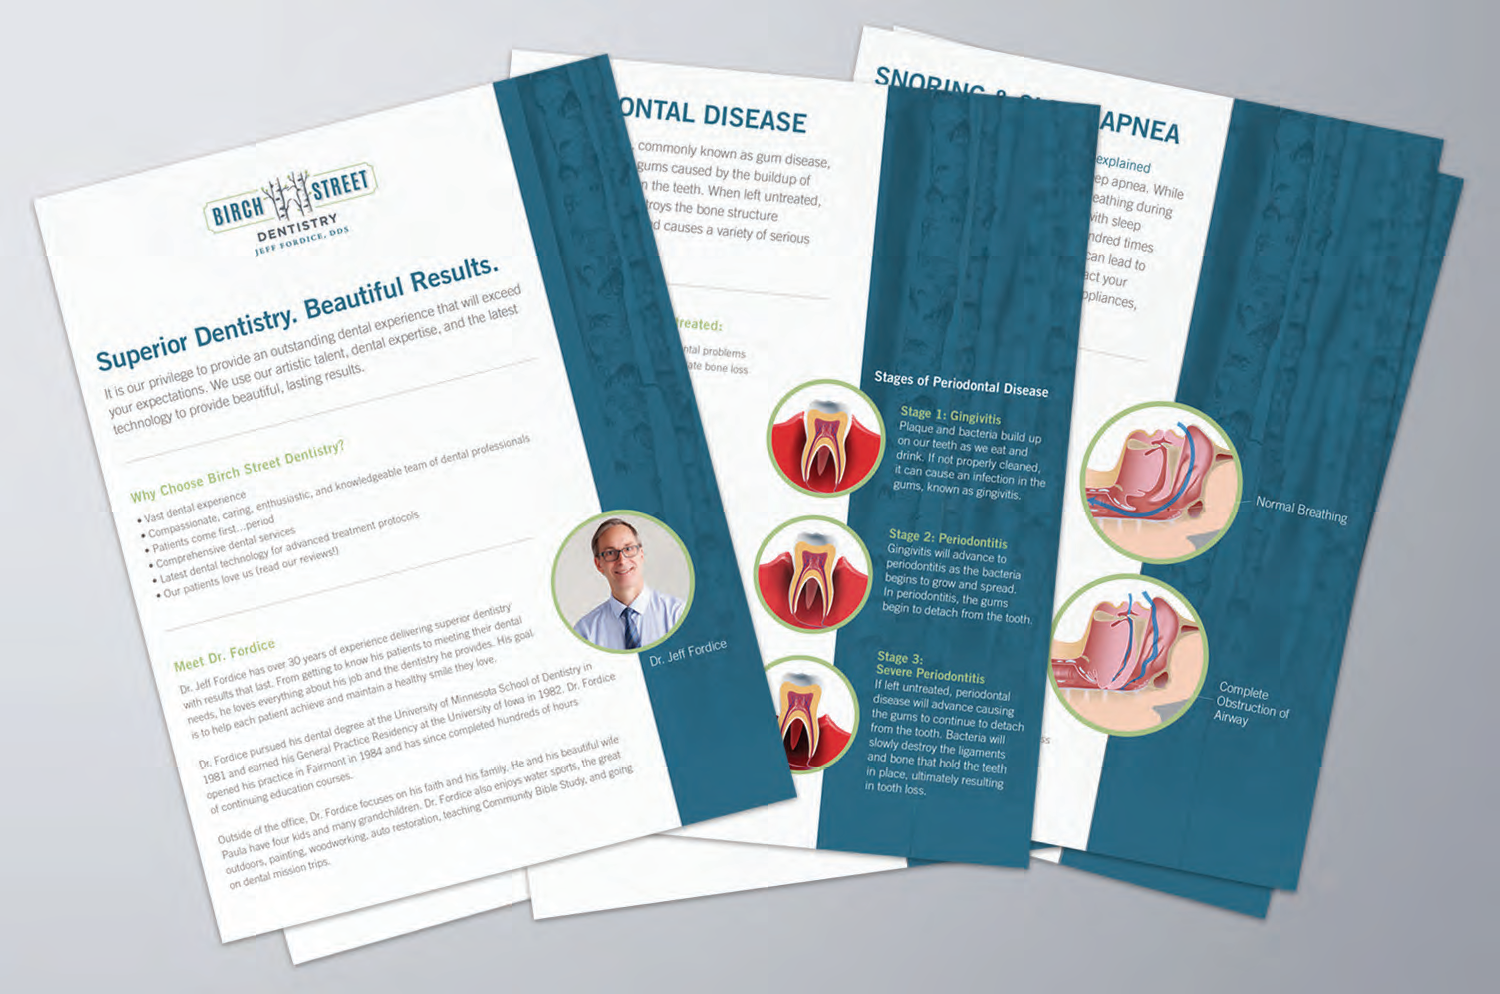 BIRCH STREET
DENTISTRY
JEFF FORDICE, DDS
Superior Dentistry. Beautiful Results.
It is our privilege to provide an outstanding dental experience that will exceed
your expectations. We use our artistic talent, dental expertise, and the latest
technology to provide beautiful, lasting results.
Why Choose Birch Street Dentistry?
• Vast dental experience
• Compassionate, caring, enthusiastic, and knowledgeable team of dental professionals
• Patients come first...period
• Comprehensive dental services
• Latest dental technology for advanced treatment protocols
• Our patients love us (read our reviews!)
Meet Dr. Fordice
Dr. Jeff Fordice has over 30 years of experience delivering superior dentistry
with results that last. From getting to know his patients to meeting their dental
needs, he loves everything about his job and the dentistry he provides. His goal
is to help each patient achieve and maintain a healthy smile they love.
Dr. Fordice pursued his dental degree at the University of Minnesota School of Dentistry in
1981 and earned his General Practice Residency at the University of Iowa in 1982. Dr. Fordice
opened his practice in Fairmont in 1984 and has since completed hundreds of hours
of continuing education courses.
Outside of the office, Dr. Fordice focuses on his faith and his family. He and his beautiful wife
Paula have four kids and many grandchildren. Dr. Fordice also enjoys water sports, the great
outdoors, painting, woodworking, auto restoration, teaching Community Bible Study, and going
on dental mission trips.
Dr. Jeff Fordice
ONTAL DISEASE
, commonly known as gum disease,
gums caused by the buildup of
n the teeth. When left untreated,
troys the bone structure
d causes a variety of serious
treated:
ntal problems
ate bone loss
Stages of Periodontal Disease
Stage 1: Gingivitis
Plaque and bacteria build up
on our teeth as we eat and
drink. If not properly cleaned,
it can cause an infection in the
gums, known as gingivitis.
Stage 2: Periodontitis
Gingivitis will advance to
periodontitis as the bacteria
begins to grow and spread.
In periodontitis, the gums
begin to detach from the tooth.
Stage 3:
Severe Periodontitis
If left untreated, periodontal
disease will advance causing
the gums to continue to detach
from the tooth. Bacteria will
slowly destroy the ligaments
and bone that hold the teeth
in place, ultimately resulting
in tooth loss.
SNORING & APNEA
explained
ep apnea. While
eathing during
with sleep
ndred times
can lead to
act your
ppliances,
Normal Breathing
Complete
Obstruction of
Airway
ss